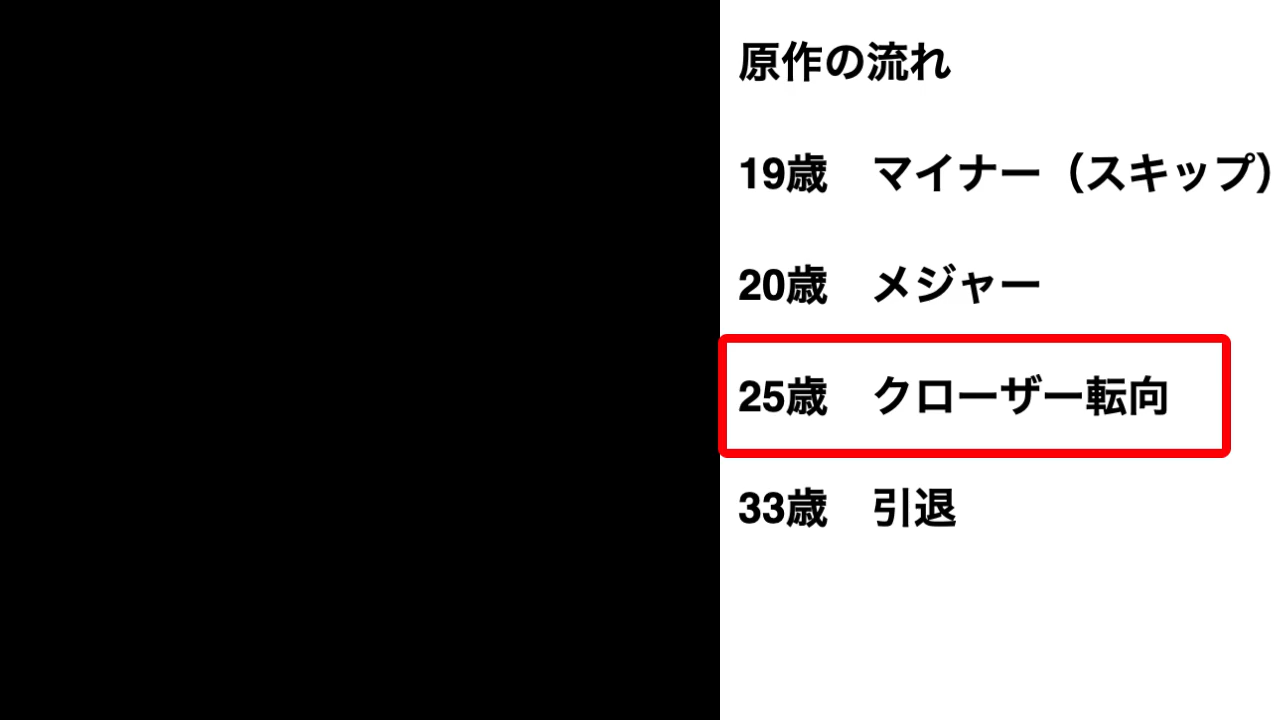 原作の流れ
19歳　マイナー（スキップ）
20歳　メジャー
25歳　クローザー転向
33歳　引退